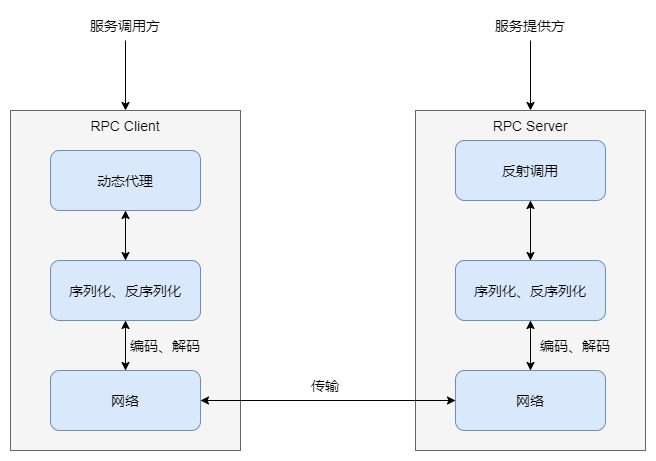 服务调用方
服务提供方
RPC Client
RPC Server
动态代理
反射调用
序列化、反序列化
序列化、反序列化
编码、解码
编码、解码
网络
传输
网络